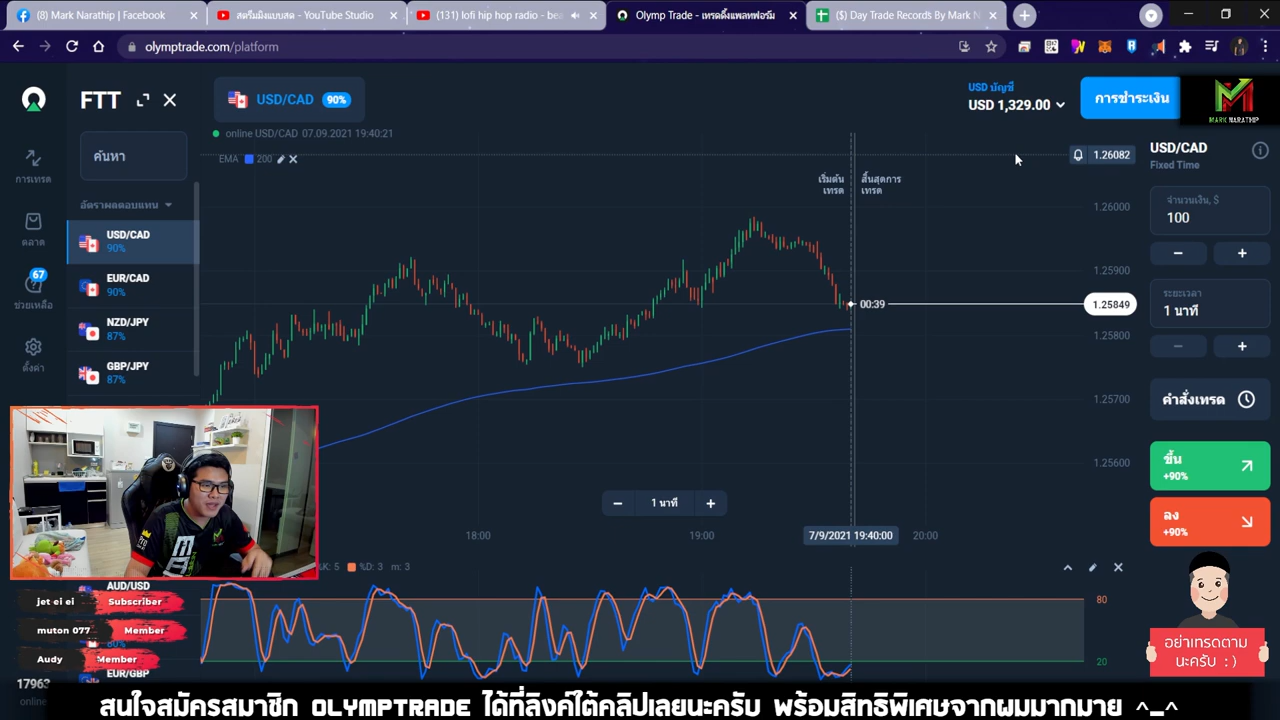 (8) Mark Narathip | Facebook
สตรีมมิงแบบสด - YouTube Studio
(131) lofi hip hop radio - bea
Olymp Trade - เทรดดิ้งแพลทฟอร์ม
($) Day Trade Records By Mark N
olymptrade.com/platform
FTT
USD/CAD 90%
USD บัญชี
USD 1,329.00
การชำระเงิน
MARK NARATHIP
online USD/CAD 07.09.2021 19:40:21
EMA 200
ค้นหา
การเทรด
อัตราผลตอบแทน
USD/CAD
90%
ตลาด
EUR/CAD
90%
67
ช่วยเหลือ
NZD/JPY
87%
ตั้งค่า
GBP/JPY
87%
เริ่มต้น
เทรด
สิ้นสุดการ
เทรด
1.26082
1.26000
1.25900
00:39
1.25849
1.25800
1.25700
1.25600
USD/CAD
Fixed Time
จำนวนเงิน, $
100
ระยะเวลา
1 นาที
คำสั่งเทรด
ขึ้น
+90%
ลง
+90%
1 นาที
18:00
19:00
7/9/2021 19:40:00
20:00
K: 5 %D: 3 m: 3
80
20
AUD/USD
jet ei ei Subscriber
muton 077 Member
Audy Member
EUR/GBP
17963
online
อย่าเทรดตาม
นะครับ : )
สนใจสมัครสมาชิก OLYMPTRADE ได้ที่ลิงค์ใต้คลิปเลยนะครับ พร้อมสิทธิพิเศษจากผมมากมาย ^_^